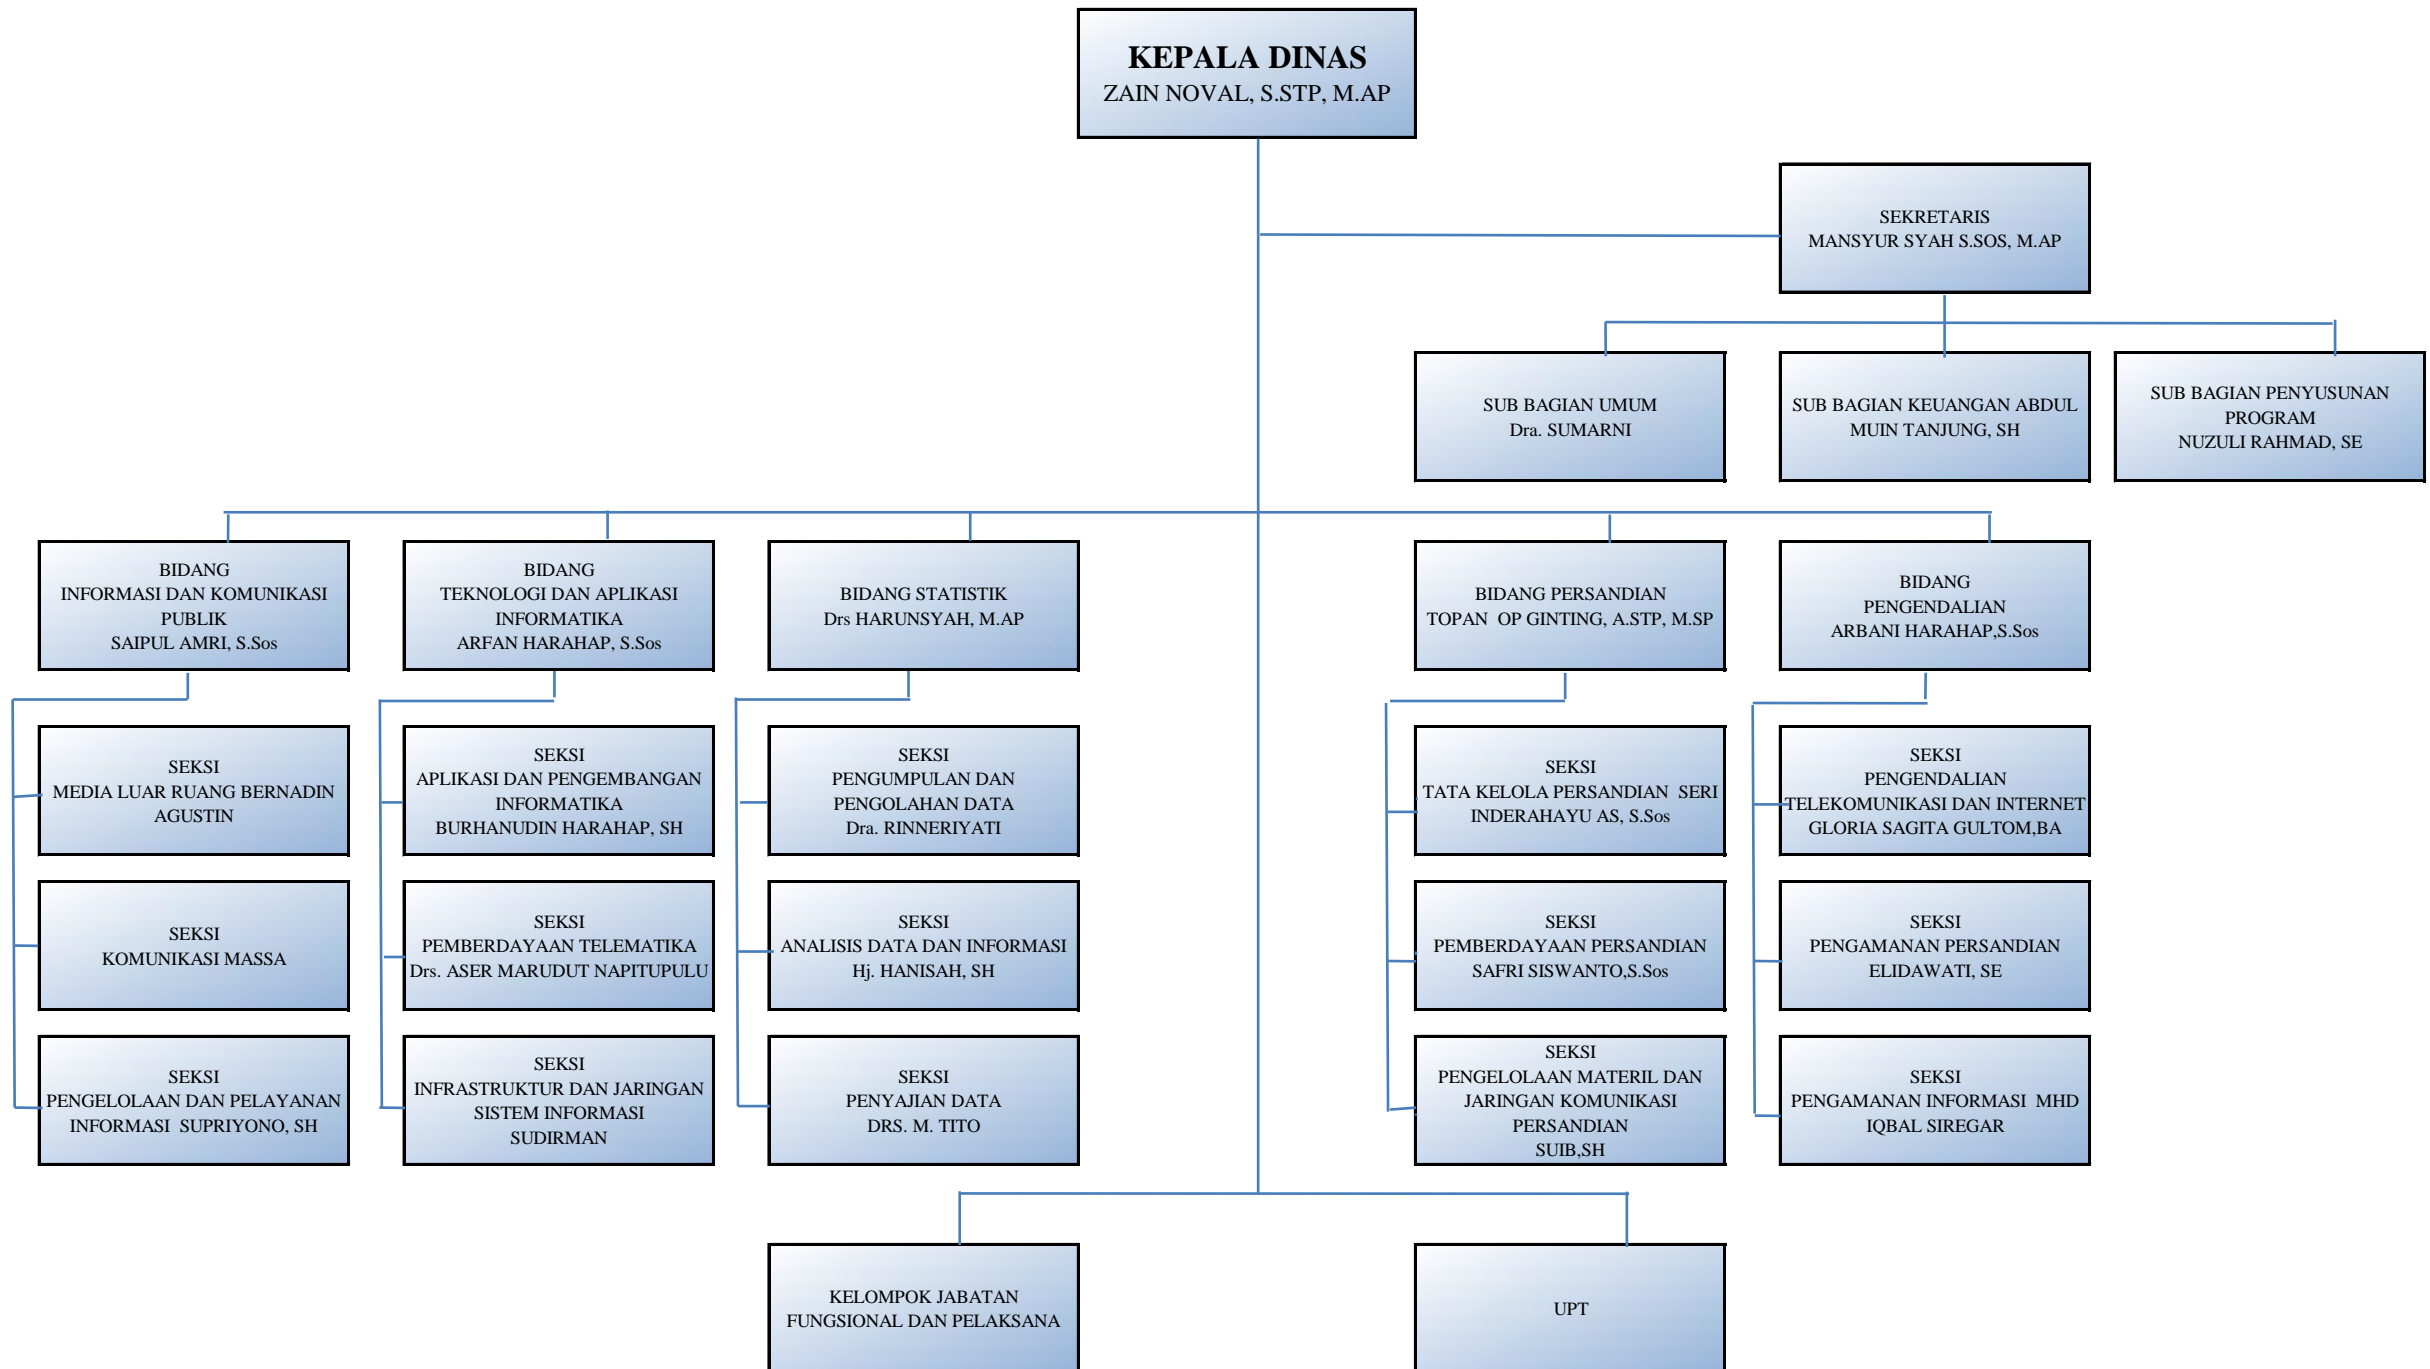 KEPALA DINAS
ZAIN NOVAL, S.STP, M.AP
SEKRETARIS
MANSYUR SYAH S.SOS, M.AP
SUB BAGIAN UMUM
Dra. SUMARNI
SUB BAGIAN KEUANGAN ABDUL
MUIN TANJUNG, SH
SUB BAGIAN PENYUSUNAN
PROGRAM
NUZULI RAHMAD, SE
BIDANG
INFORMASI DAN KOMUNIKASI
PUBLIK
SAIPUL AMRI, S.Sos
BIDANG
TEKNOLOGI DAN APLIKASI
INFORMATIKA
ARFAN HARAHAP, S.Sos
BIDANG STATISTIK
Drs HARUNSYAH, M.AP
BIDANG PERSANDIAN
TOPAN  OP GINTING, A.STP, M.SP
BIDANG
PENGENDALIAN
ARBANI HARAHAP,S.Sos
SEKSI
MEDIA LUAR RUANG BERNADIN
AGUSTIN
SEKSI
APLIKASI DAN PENGEMBANGAN
INFORMATIKA
BURHANUDIN HARAHAP, SH
SEKSI
PENGUMPULAN DAN
PENGOLAHAN DATA
Dra. RINNERIYATI
SEKSI
TATA KELOLA PERSANDIAN  SERI
INDERAHAYU AS, S.Sos
SEKSI
PENGENDALIAN
TELEKOMUNIKASI DAN INTERNET
GLORIA SAGITA GULTOM,BA
SEKSI
KOMUNIKASI MASSA
SEKSI
PEMBERDAYAAN TELEMATIKA
Drs. ASER MARUDUT NAPITUPULU
SEKSI
ANALISIS DATA DAN INFORMASI
Hj. HANISAH, SH
SEKSI
PEMBERDAYAAN PERSANDIAN
SAFRI SISWANTO,S.Sos
SEKSI
PENGAMANAN PERSANDIAN
ELIDAWATI, SE
SEKSI
PENGELOLAAN DAN PELAYANAN
INFORMASI  SUPRIYONO, SH
SEKSI
INFRASTRUKTUR DAN JARINGAN
SISTEM INFORMASI
SUDIRMAN
SEKSI
PENYAJIAN DATA
DRS. M. TITO
SEKSI
PENGELOLAAN MATERIL DAN
JARINGAN KOMUNIKASI
PERSANDIAN
SUIB,SH
SEKSI
PENGAMANAN INFORMASI  MHD
IQBAL SIREGAR
KELOMPOK JABATAN
FUNGSIONAL DAN PELAKSANA
UPT